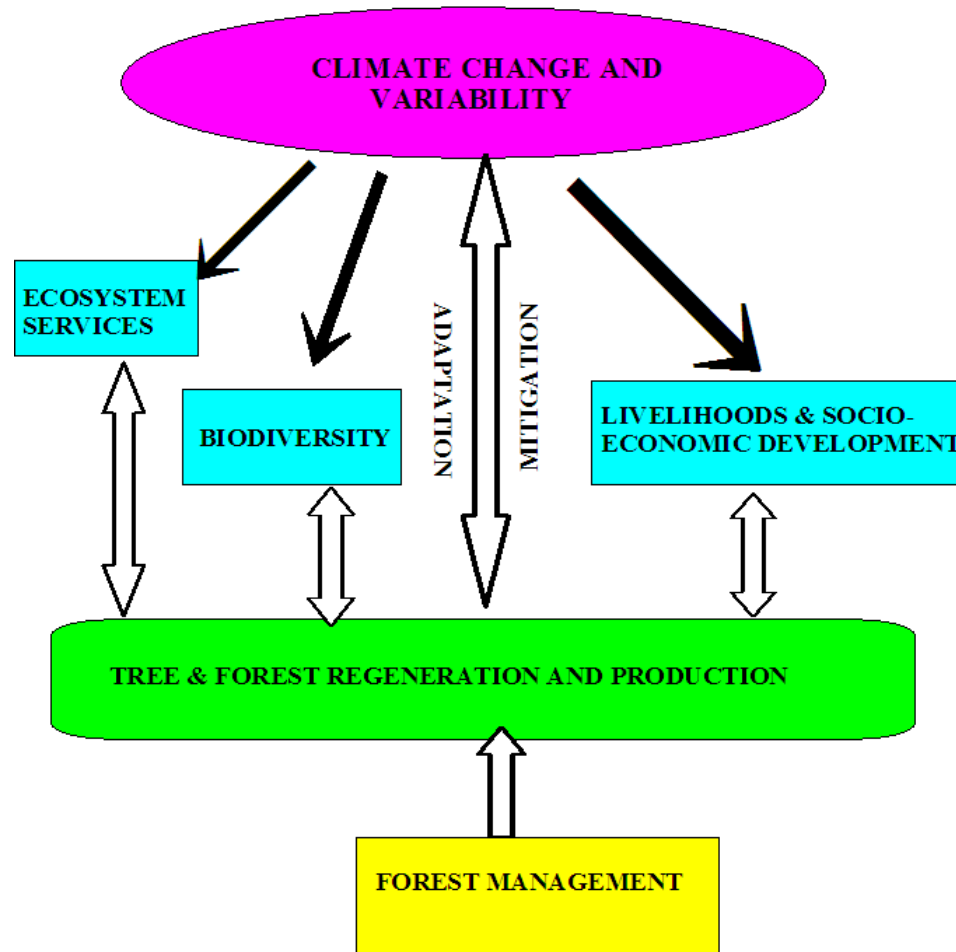 CLIMATE CHANGE AND
VARIABILITY
ECOSYSTEM
SERVICES
BIODIVERSITY
ADAPTATION
MITIGATION
LIVELIHOODS & SOCIO-
ECONOMIC DEVELOPMENT
TREE & FOREST REGENERATION AND PRODUCTION
FOREST MANAGEMENT